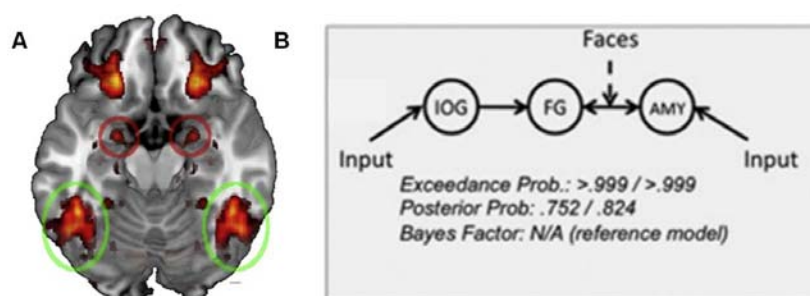 A
B
Faces
IOG
FG
AMY
Input
Input
Exceedance Prob.: >.999 / >.999
Posterior Prob: .752 / .824
Bayes Factor: N/A (reference model)